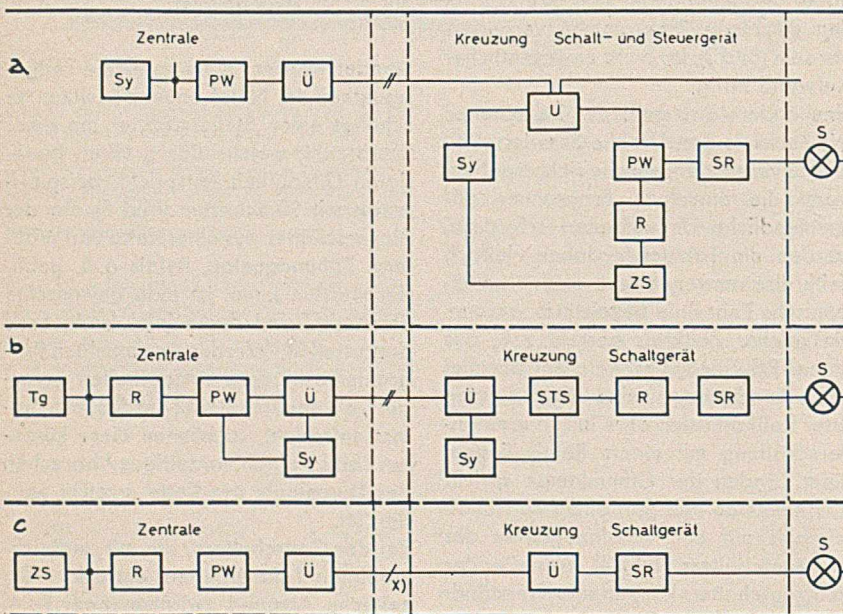 a
Zentrale
Kreuzung Schalt- und Steuergerät
Sy PW Ü
Ü
S
Sy PW SR
R
ZS
b
Zentrale
Kreuzung Schaltgerät
S
Tg R PW Ü
Ü STS R SR
Sy
Sy
c
Zentrale
Kreuzung Schaltgerät
S
ZS R PW Ü
x)
Ü SR